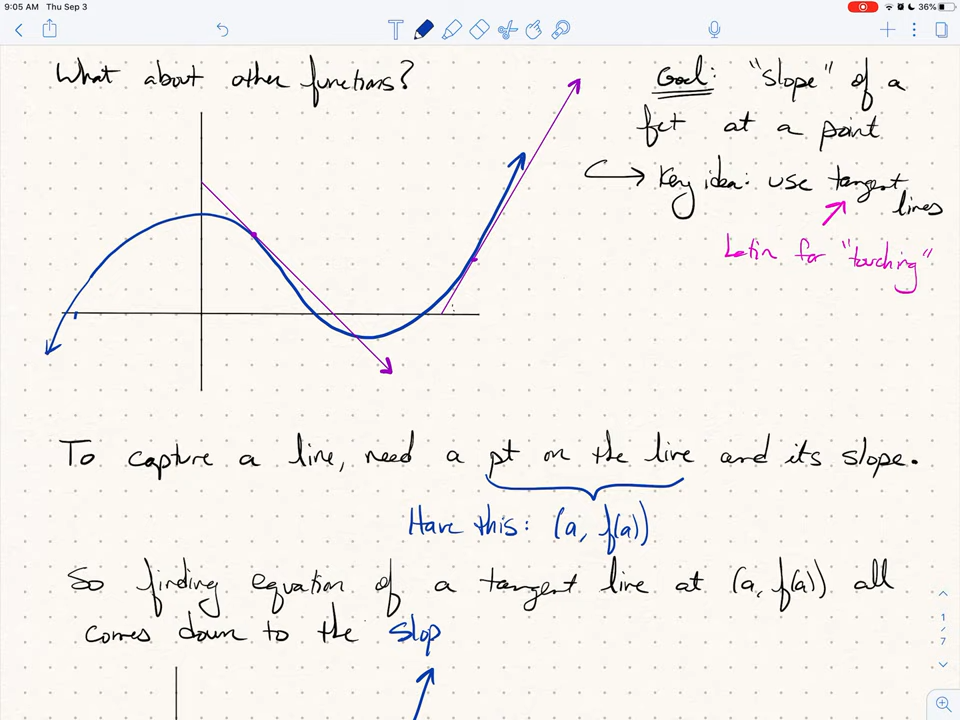 9:05 AM Thu Sep 3
36%
What about other functions?
Goal: "slope" of a
fct at a point
Key idea: use tangent
lines
Latin for "touching"
To capture a line, need a pt on the line and its slope.
Have this: (a, f(a))
So finding equation of a tangent line at (a, f(a)) all
comes down to the slop
1
/
7